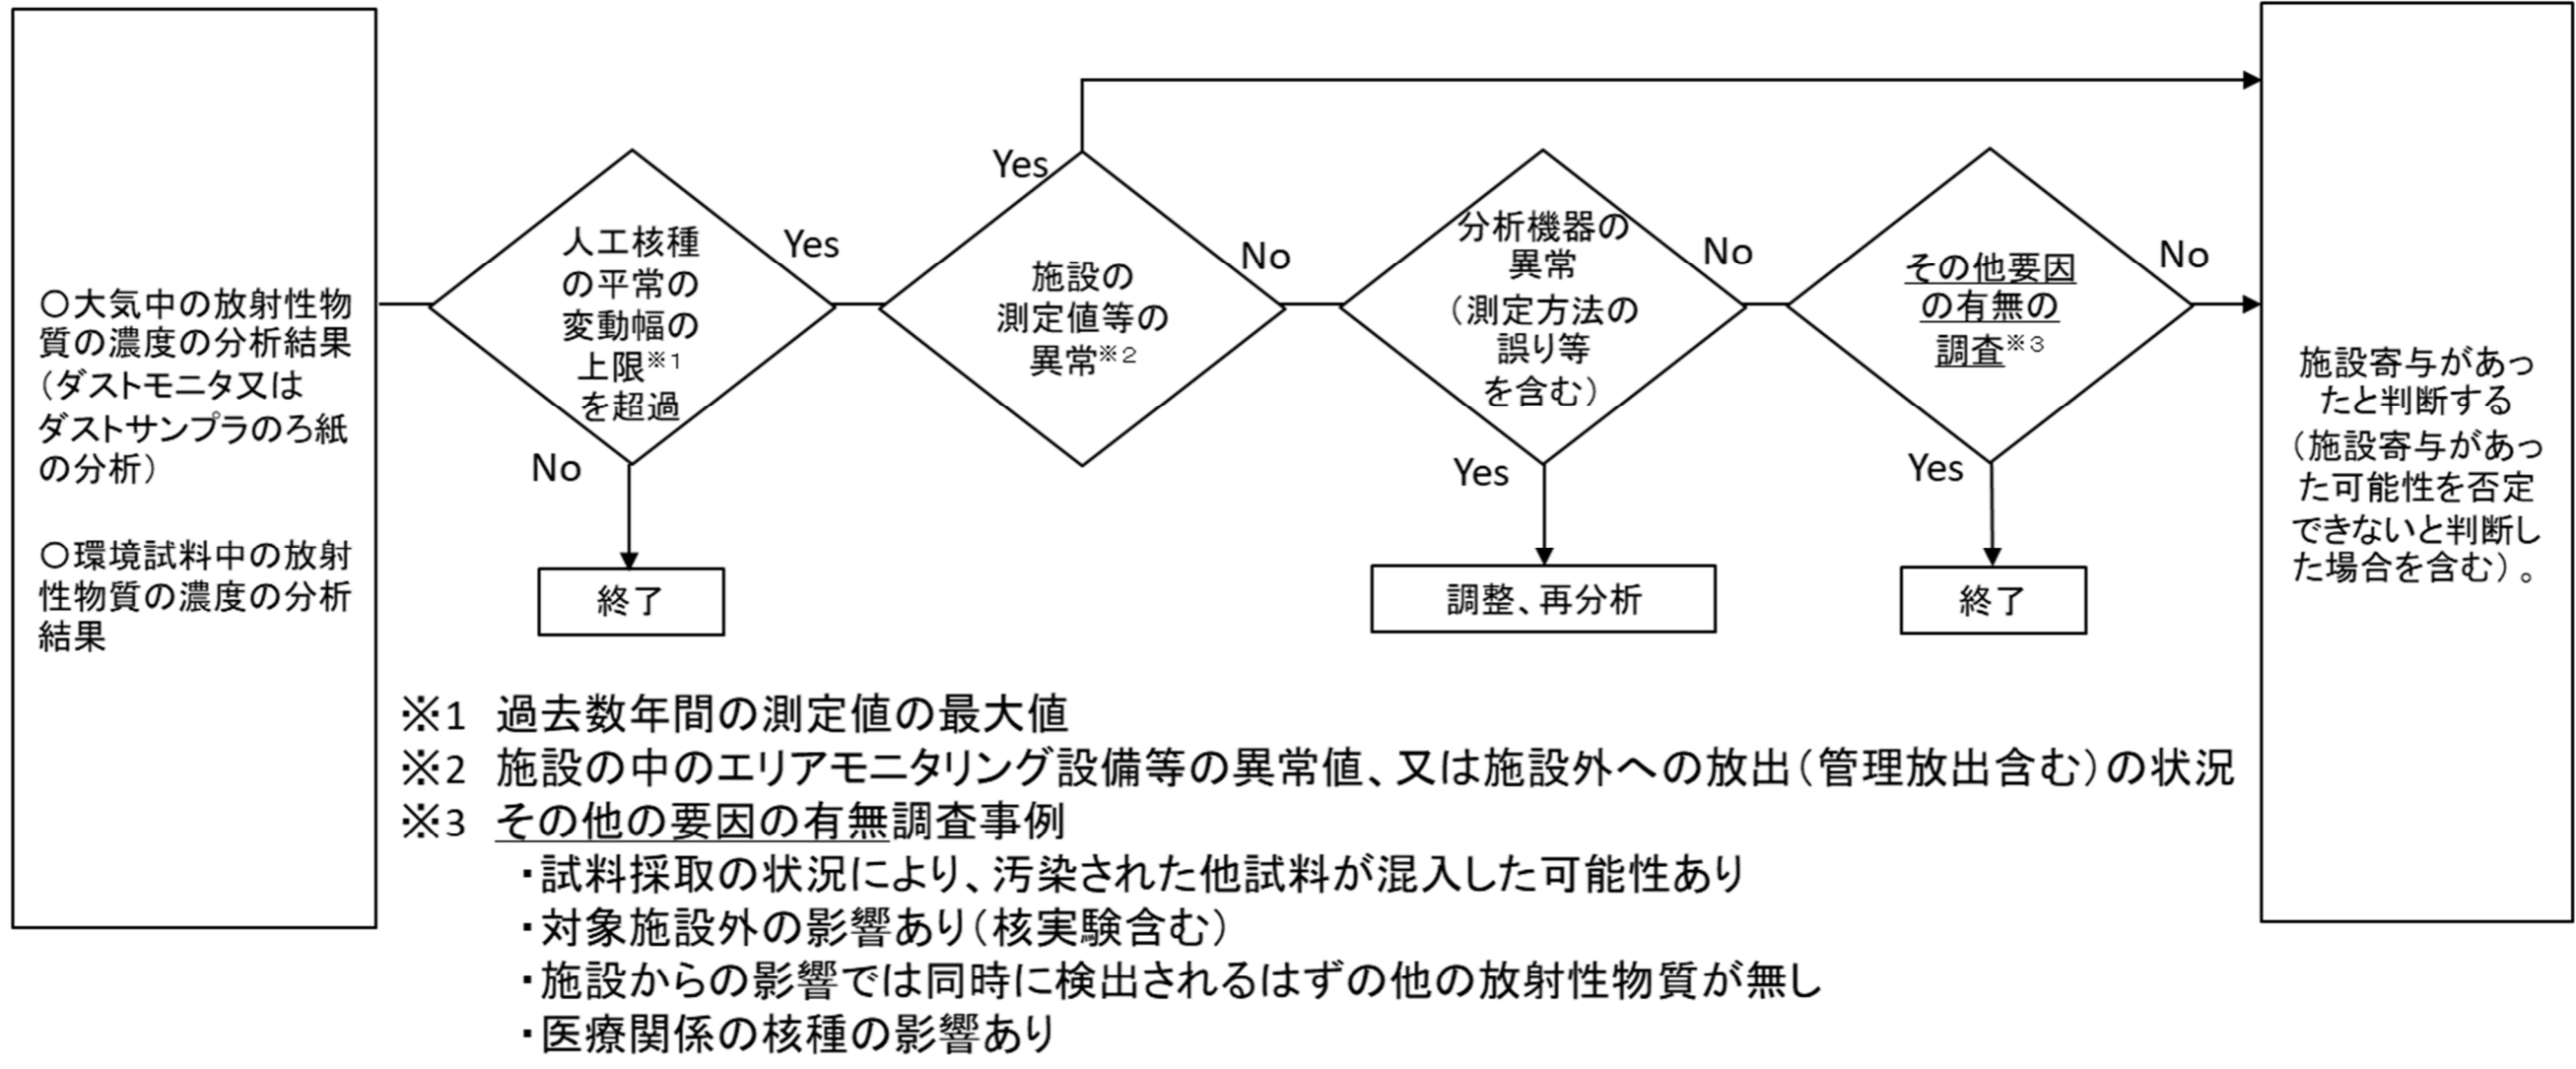 ○大気中の放射性物
質の濃度の分析結果
（ダストモニタ又は
ダストサンプラのろ紙
の分析）
○環境試料中の放射
性物質の濃度の分析
結果
人工核種
の平常の
変動幅の
上限※1
を超過
Yes
No
終了
施設の
測定値等の
異常※2
Yes
No
分析機器の
異常
（測定方法の
誤り等
を含む）
No
Yes
調整、再分析
その他要因
の有無の
調査※3
No
Yes
終了
施設寄与があっ
たと判断する
（施設寄与があっ
た可能性を否定
できないと判断し
た場合を含む）。
※1 過去数年間の測定値の最大値
※2 施設の中のエリアモニタリング設備等の異常値、又は施設外への放出（管理放出含む）の状況
※3 その他の要因の有無調査事例
・試料採取の状況により、汚染された他試料が混入した可能性あり
・対象施設外の影響あり（核実験含む）
・施設からの影響では同時に検出されるはずの他の放射性物質が無し
・医療関係の核種の影響あり